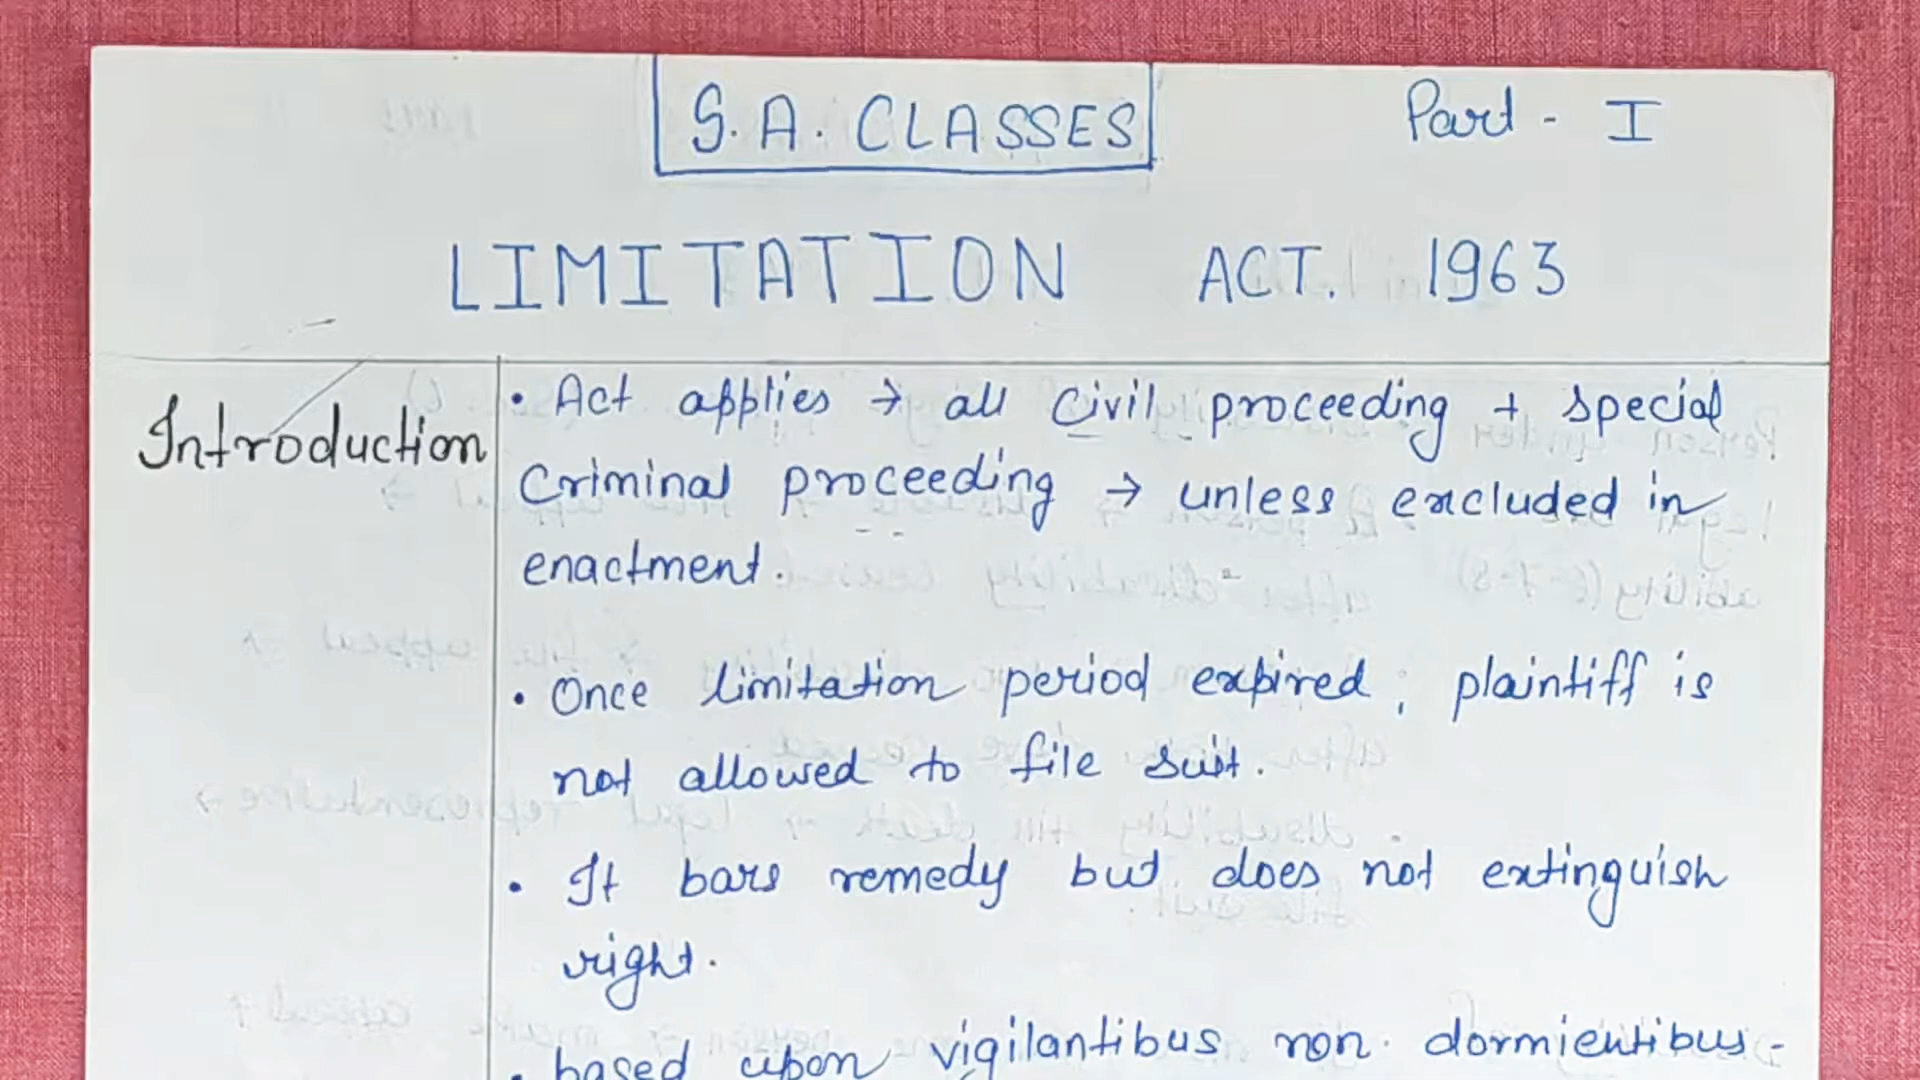 S.A. CLASSES
Part - I
LIMITATION ACT. 1963
Introduction
• Act applies → all Civil proceeding + special
Criminal proceeding → unless excluded in
enactment.
• Once limitation period expired, plaintiff is
not allowed to file suit.
• It bars remedy but does not extinguish
right.
• based upon vigilantibus non dormientibus-